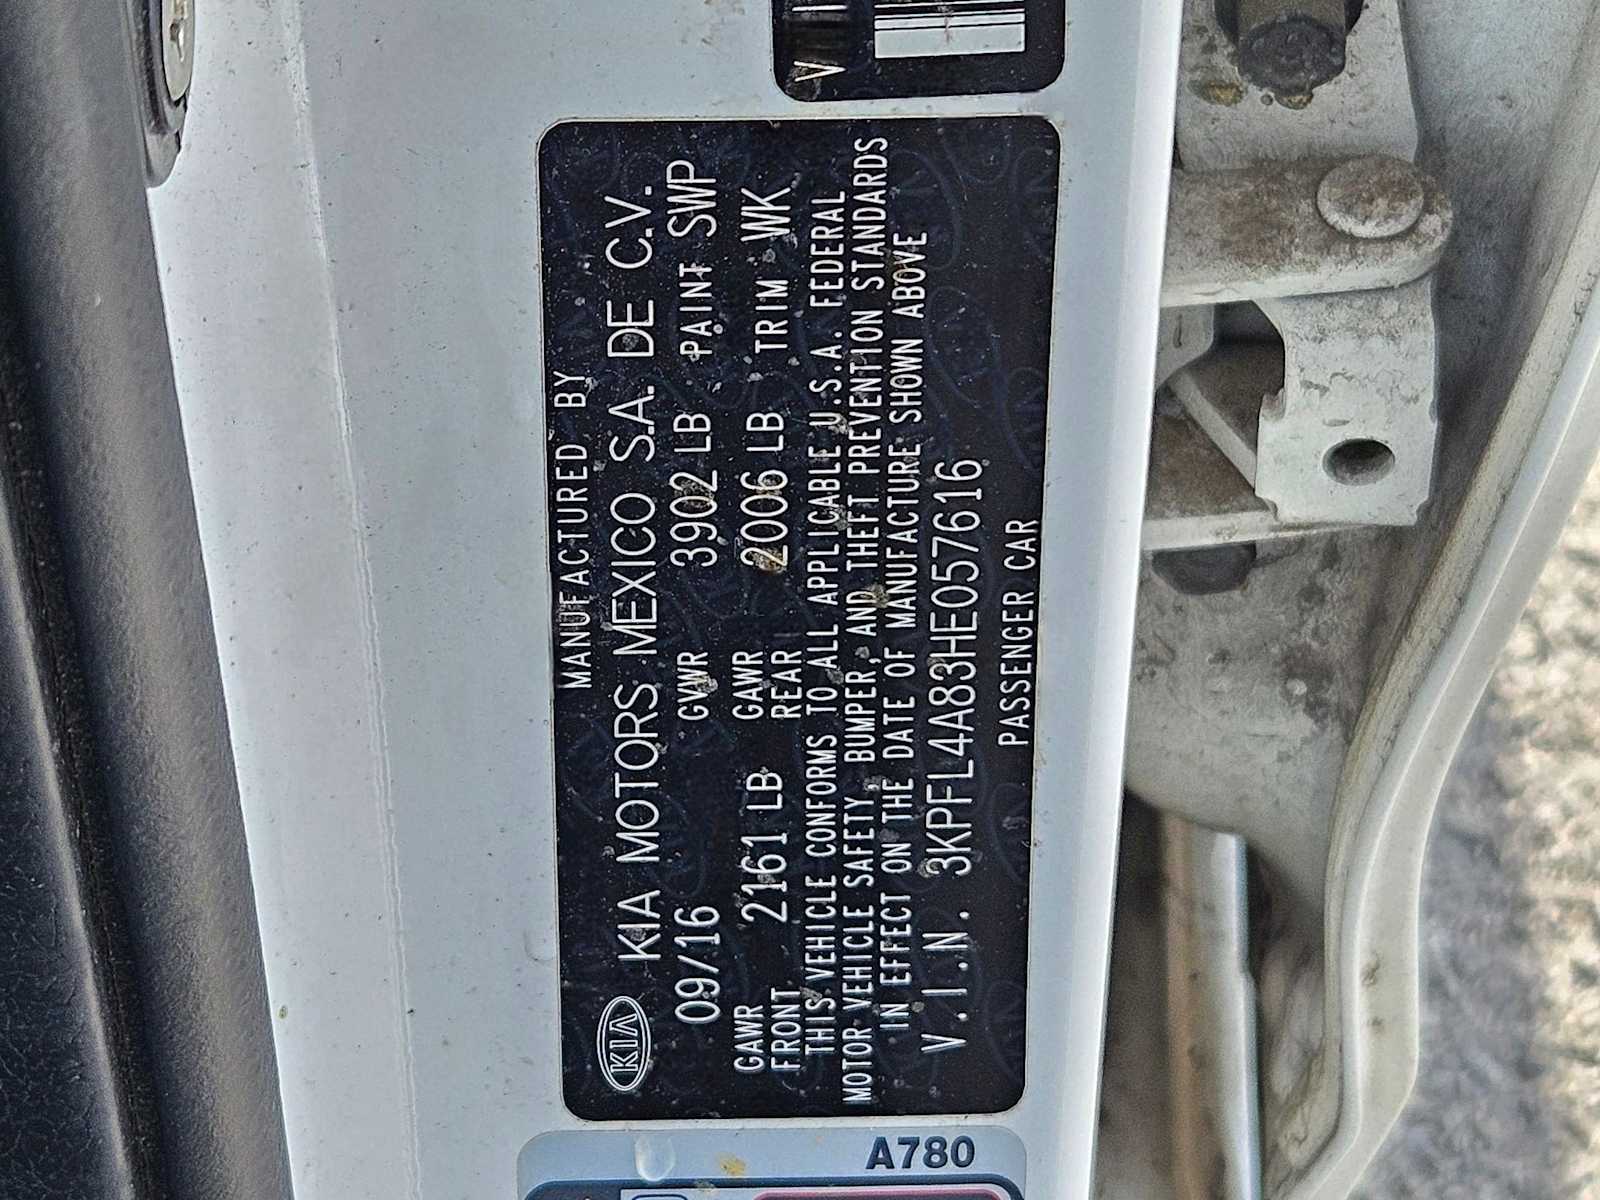 MANUFACTURED BY
KIA KIA MOTORS MEXICO S.A. DE C.V.
09/16 GVWR 3902 LB PAINT SWP
GAWR FRONT 2161 LB GAWR REAR 2006 LB TRIM WK
THIS VEHICLE CONFORMS TO ALL APPLICABLE U.S.A. FEDERAL
MOTOR VEHICLE SAFETY, BUMPER, AND THEFT PREVENTION STANDARDS
IN EFFECT ON THE DATE OF MANUFACTURE SHOWN ABOVE
V.I.N. 3KPFL4A83HE057616
PASSENGER CAR
A780
V